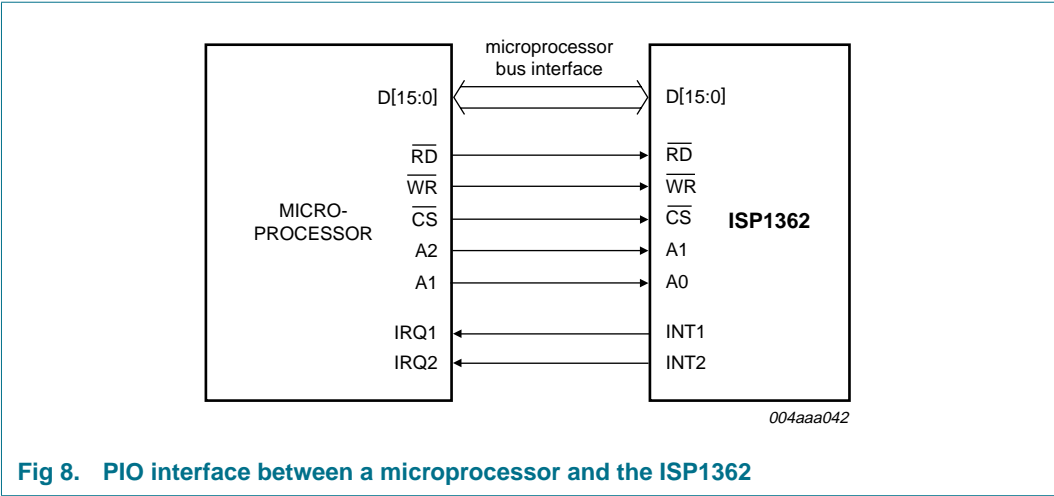 microprocessor
bus interface
D[15:0]
D[15:0]
RD
RD
WR
WR
MICRO-
PROCESSOR
CS
CS
ISP1362
A2
A1
A1
A0
IRQ1
INT1
IRQ2
INT2
004aaa042
Fig 8. PIO interface between a microprocessor and the ISP1362